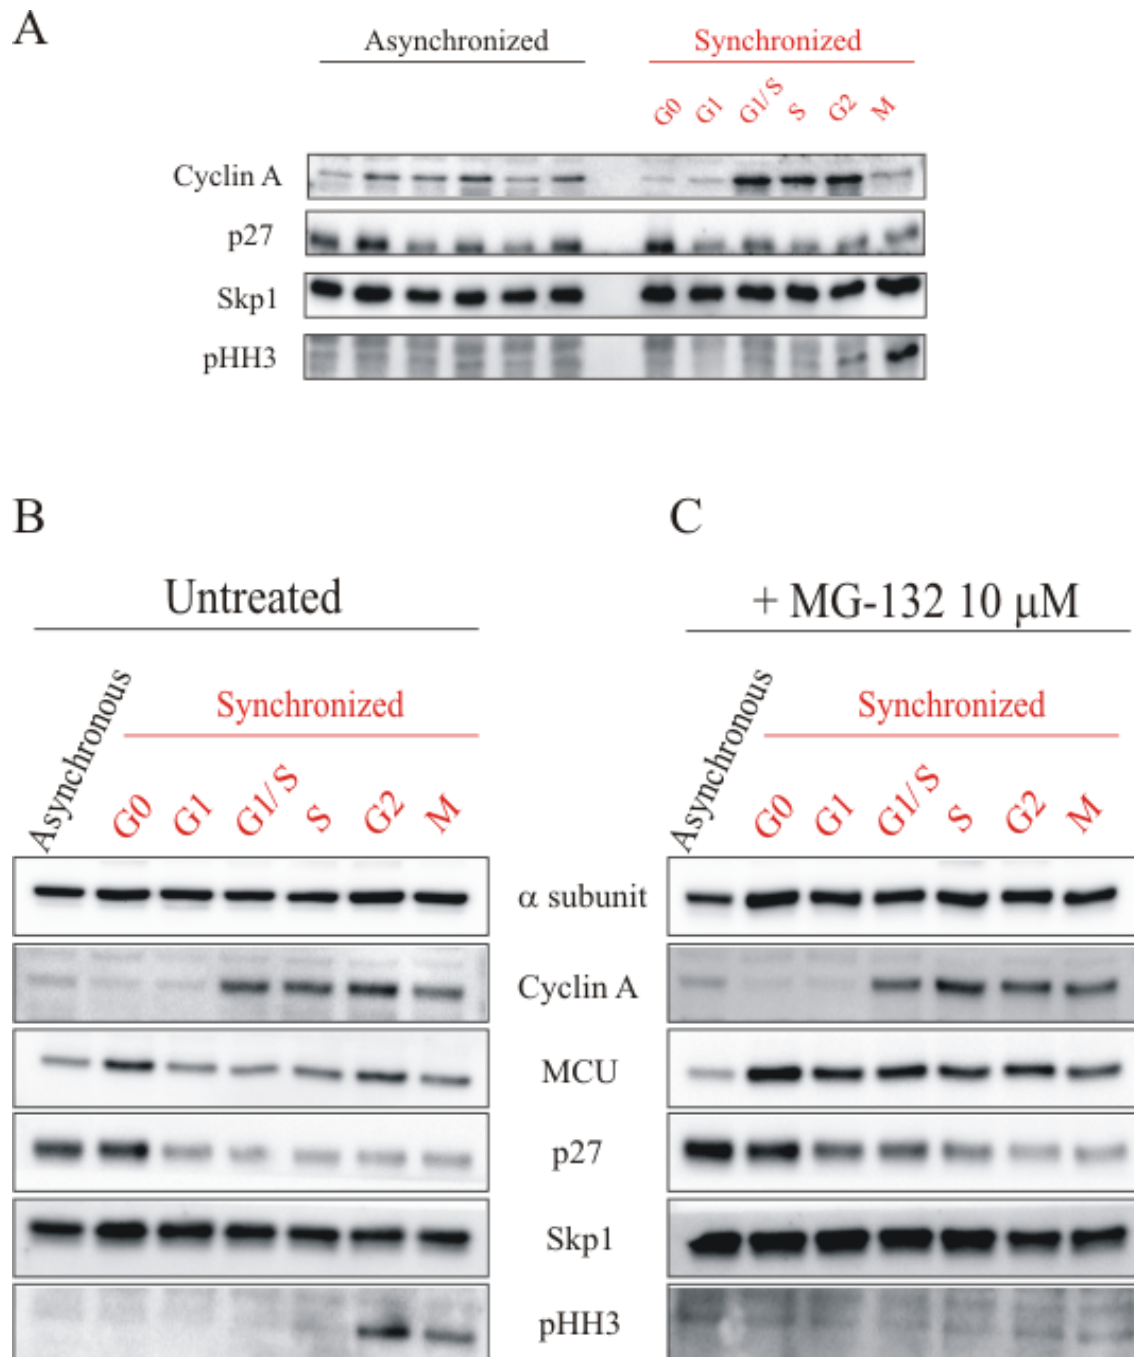 A
Asynchronized Synchronized
G0 G1 G1/S S G2 M
Cyclin A
p27
Skp1
pHH3
B C
Untreated + MG-132 10 μM
Asynchronous Synchronized Asynchronous Synchronized
G0 G1 G1/S S G2 M G0 G1 G1/S S G2 M
α subunit
Cyclin A
MCU
p27
Skp1
pHH3